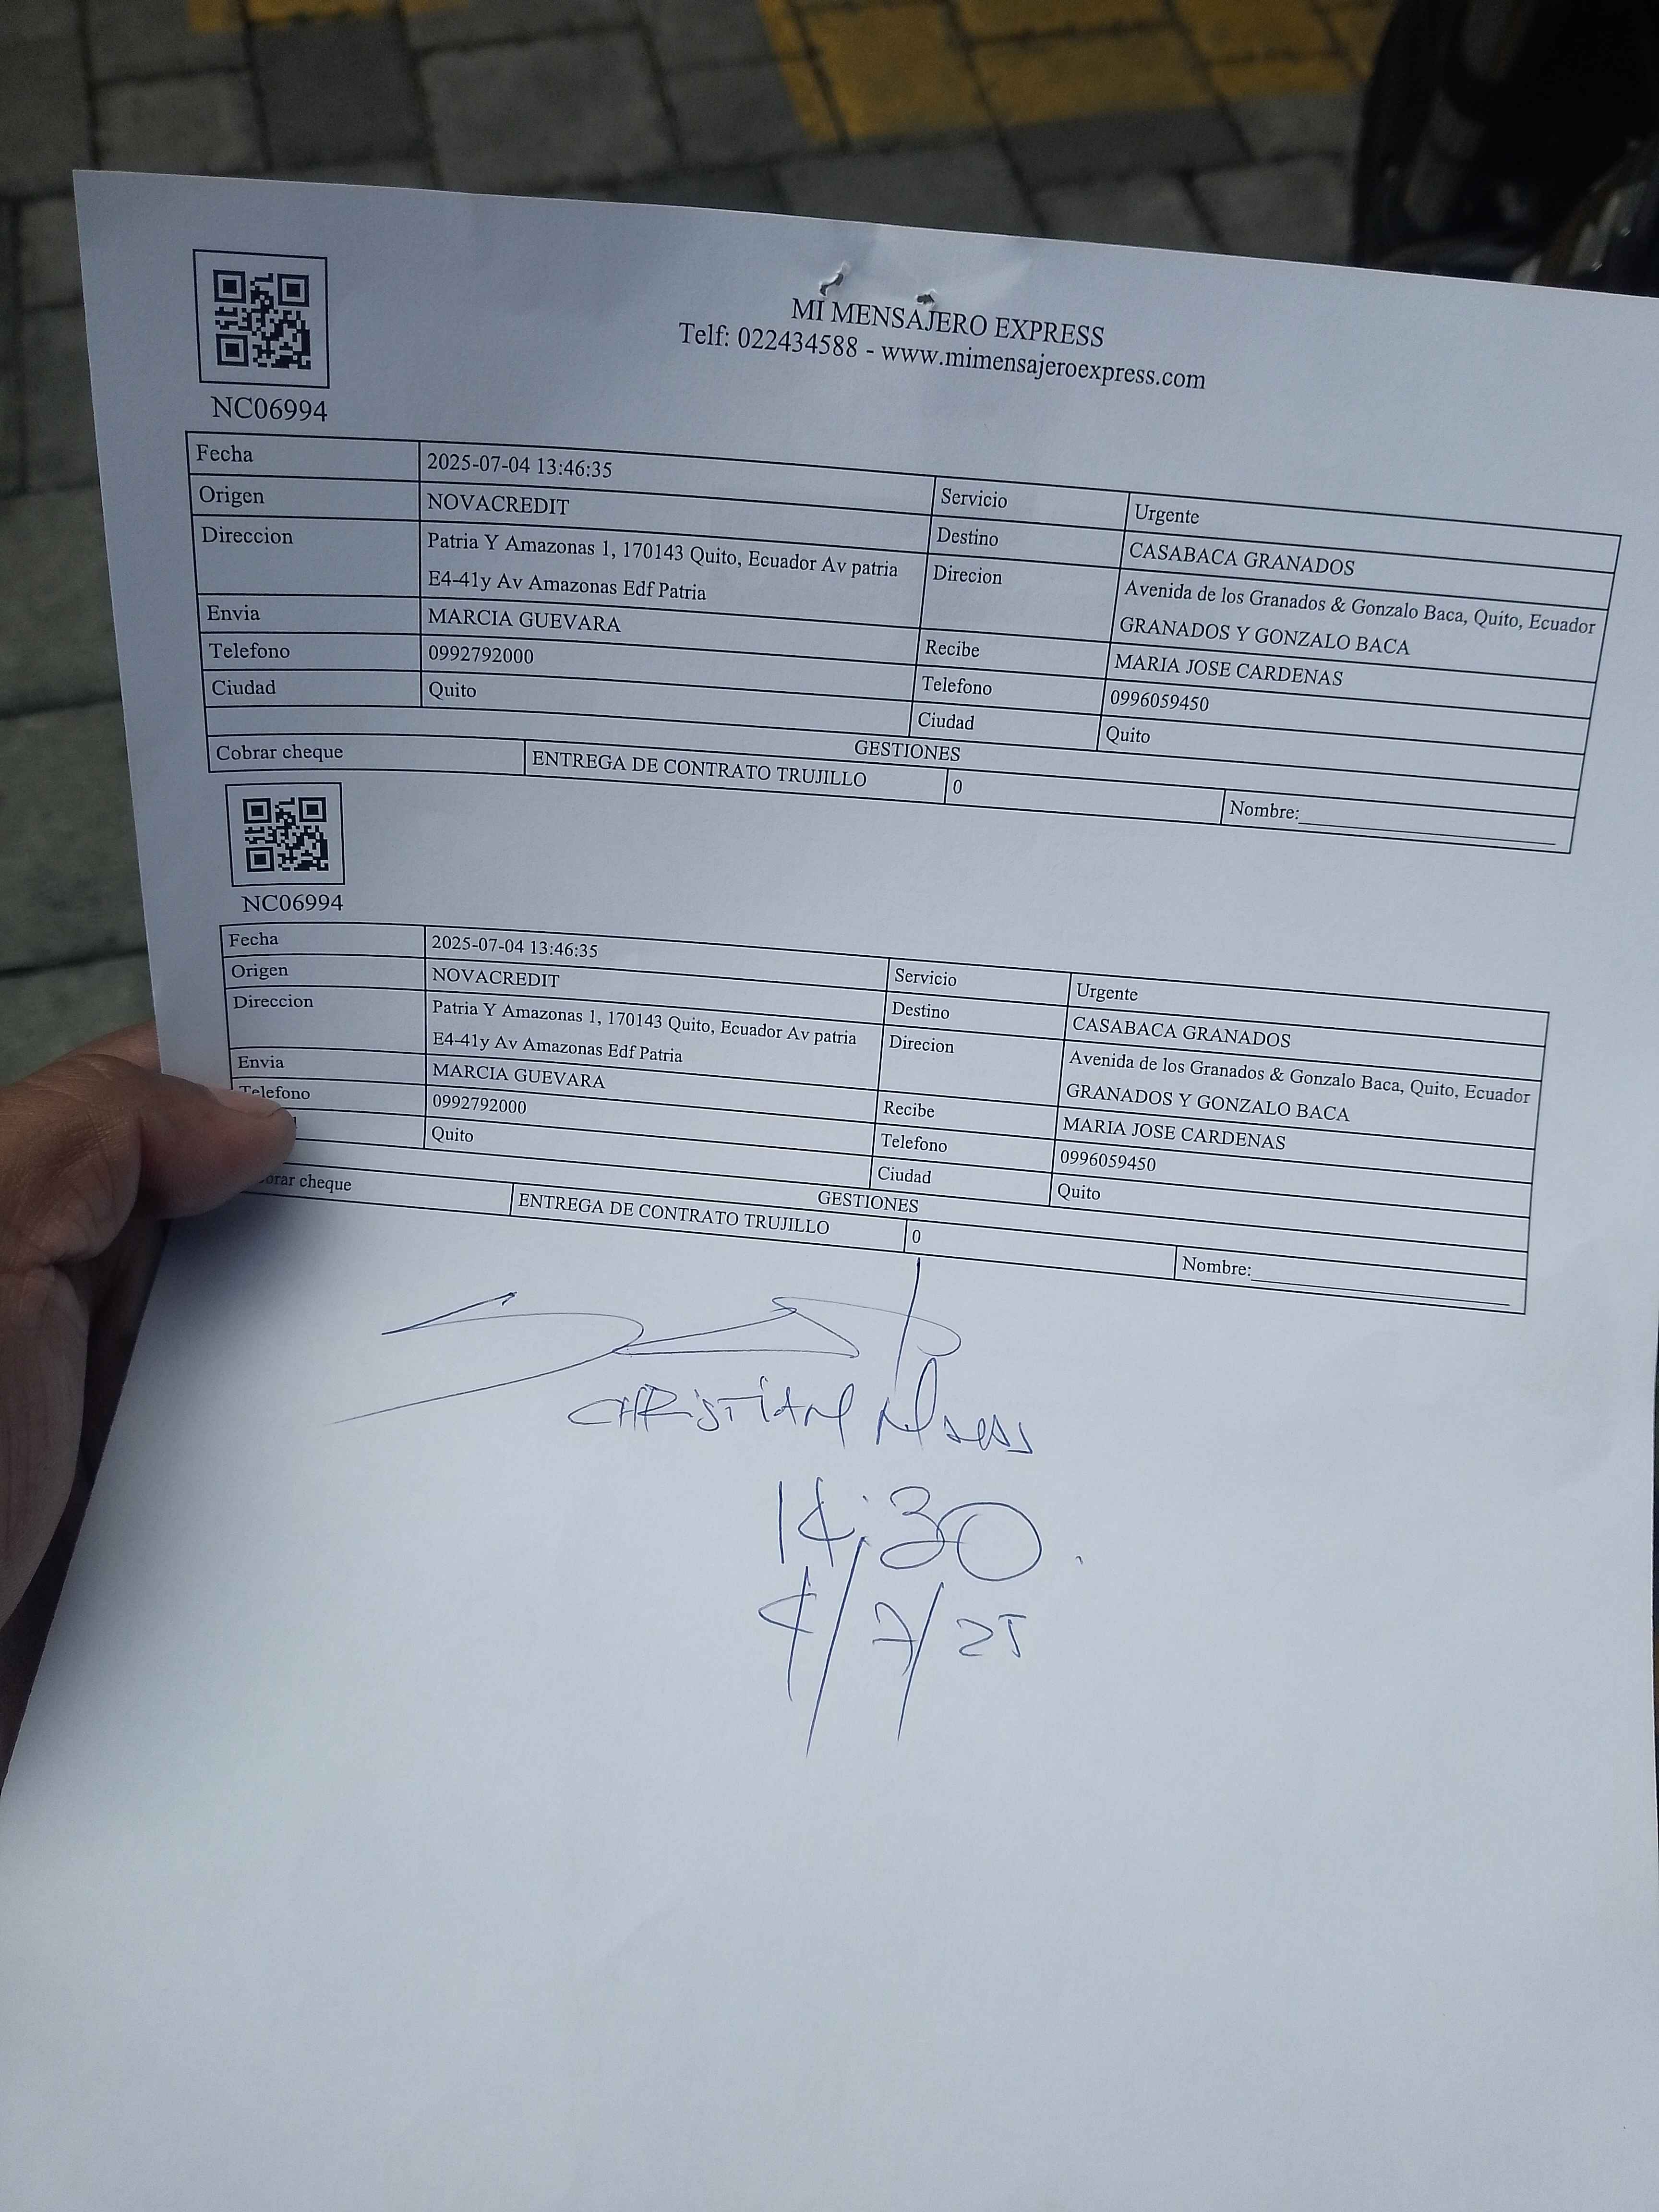 MI MENSAJERO EXPRESS
Telf: 022434588 - www.mimensajeroexpress.com
NC06994
Fecha 2025-07-04 13:46:35 Servicio Urgente
Origen NOVACREDIT Destino CASABACA GRANADOS
Direccion Patria Y Amazonas 1, 170143 Quito, Ecuador Av patria Direcion Avenida de los Granados & Gonzalo Baca, Quito, Ecuador
E4-41y Av Amazonas Edf Patria GRANADOS Y GONZALO BACA
Envia MARCIA GUEVARA Recibe MARIA JOSE CARDENAS
Telefono 0992792000 Telefono 0996059450
Ciudad Quito Ciudad Quito
GESTIONES
Cobrar cheque ENTREGA DE CONTRATO TRUJILLO 0 Nombre:
NC06994
Fecha 2025-07-04 13:46:35 Servicio Urgente
Origen NOVACREDIT Destino CASABACA GRANADOS
Direccion Patria Y Amazonas 1, 170143 Quito, Ecuador Av patria Direcion Avenida de los Granados & Gonzalo Baca, Quito, Ecuador
E4-41y Av Amazonas Edf Patria GRANADOS Y GONZALO BACA
Envia MARCIA GUEVARA Recibe MARIA JOSE CARDENAS
Telefono 0992792000 Telefono 0996059450
Quito Ciudad Quito
GESTIONES
cheque ENTREGA DE CONTRATO TRUJILLO 0 Nombre:
CHRISTIAN
14:30
4/7/25